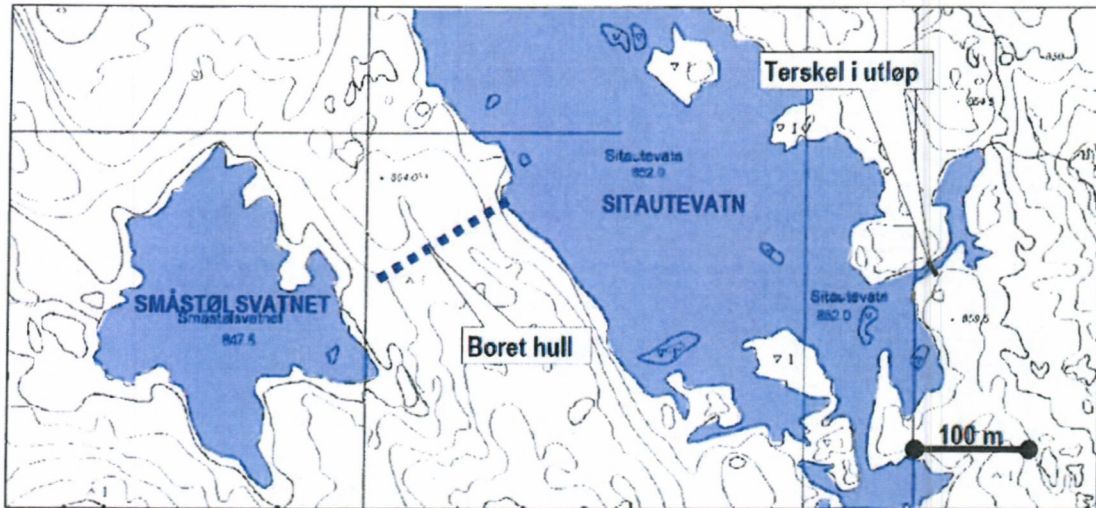 Terskel i utløp
Sitautevatn
852.0
SITAUTEVATN
SMÅSTØLSVATNET
Småstølsvatnet
847.5
Boret hull
Sitautevatn
852.0
100 m